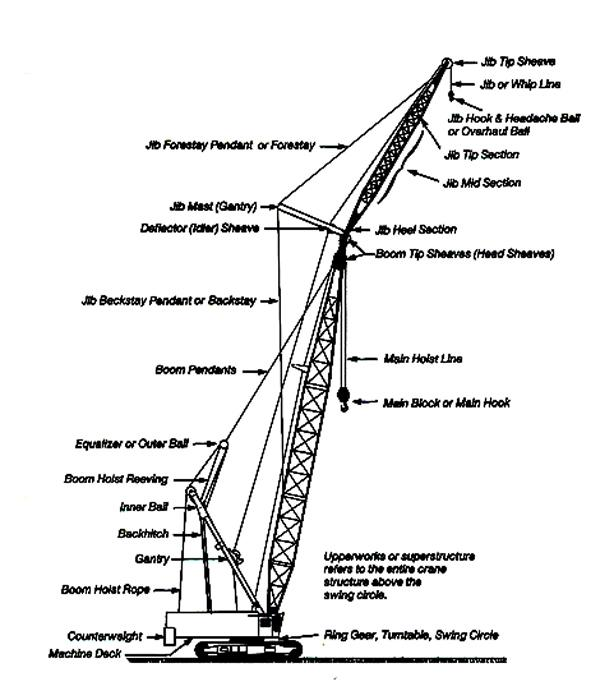 Jib Tip Sheave
Jib or Whip Line
Jib Hook & Headache Ball
or Overhaul Ball
Jib Forestay Pendant or Forestay
Jib Tip Section
Jib Mid Section
Jib Mast (Gantry)
Deflector (Idler) Sheave
Jib Heel Section
Boom Tip Sheaves (Head Sheaves)
Jib Backstay Pendant or Backstay
Main Hoist Line
Boom Pendants
Main Block or Main Hook
Equalizer or Outer Bail
Boom Hoist Reeving
Inner Bail
Backhitch
Gantry
Upperworks or superstructure
refers to the entire crane
structure above the
swing circle.
Boom Hoist Rope
Counterweight
Ring Gear, Turntable, Swing Circle
Machine Deck